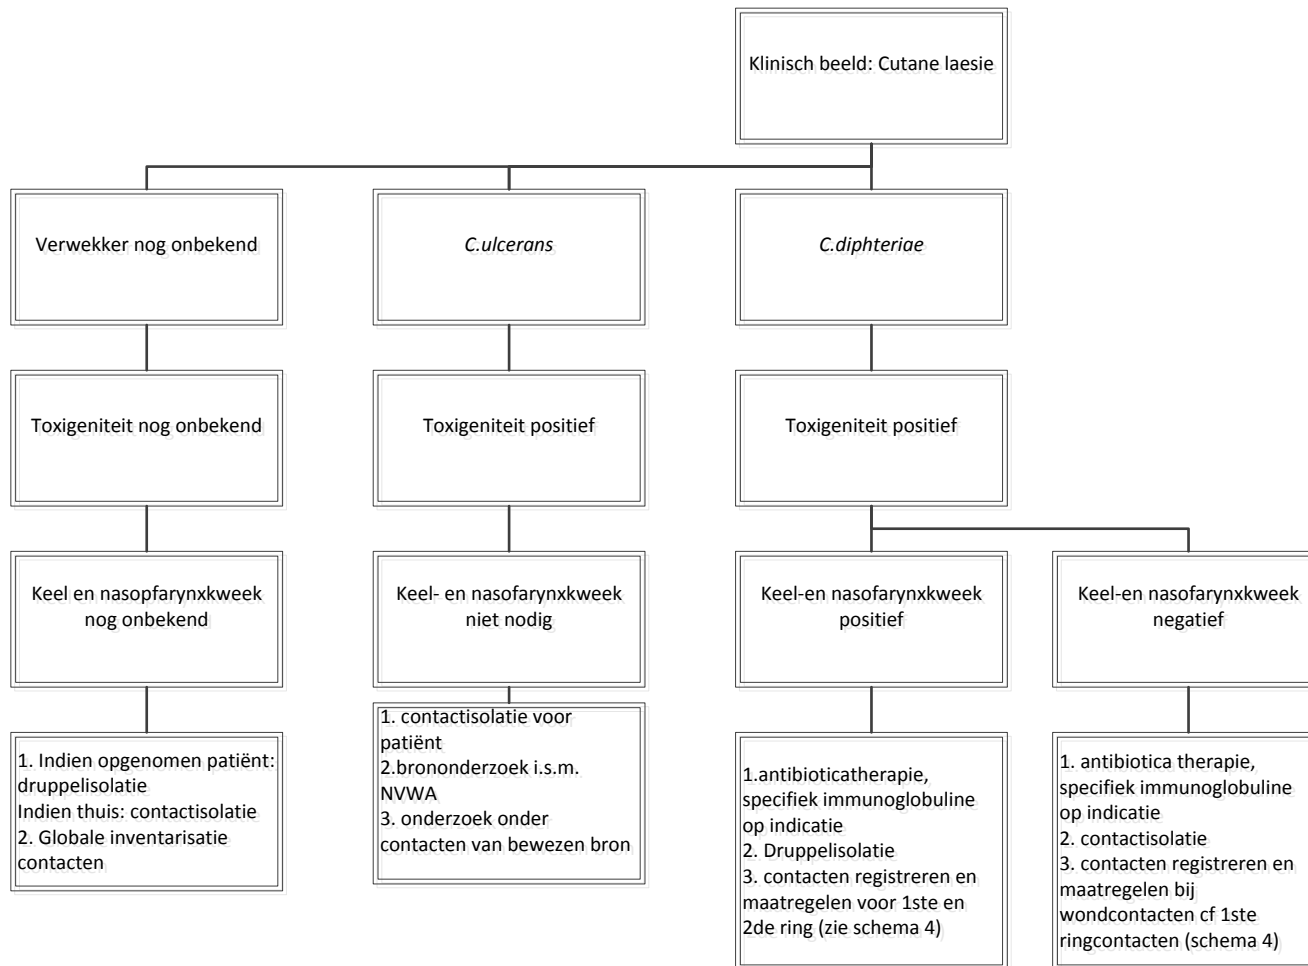 Klinisch beeld: Cutane laesie
Verwekker nog onbekend
C.ulcerans
C.diphteriae
Toxigeniteit nog onbekend
Toxigeniteit positief
Toxigeniteit positief
Keel en nasopfarynxkweek
nog onbekend
Keel- en nasofarynxkweek
niet nodig
Keel-en nasofarynxkweek
positief
Keel-en nasofarynxkweek
negatief
1. Indien opgenomen patiënt:
druppelisolatie
Indien thuis: contactisolatie
2. Globale inventarisatie
contacten
1. contactisolatie voor
patiënt
2.brononderzoek i.s.m.
NVWA
3. onderzoek onder
contacten van bewezen bron
1.antibioticatherapie,
specifiek immunoglobuline
op indicatie
2. Druppelisolatie
3. contacten registreren en
maatregelen voor 1ste en
2de ring (zie schema 4)
1. antibiotica therapie,
specifiek immunoglobuline
op indicatie
2. contactisolatie
3. contacten registreren en
maatregelen bij
wondcontacten cf 1ste
ringcontacten (schema 4)